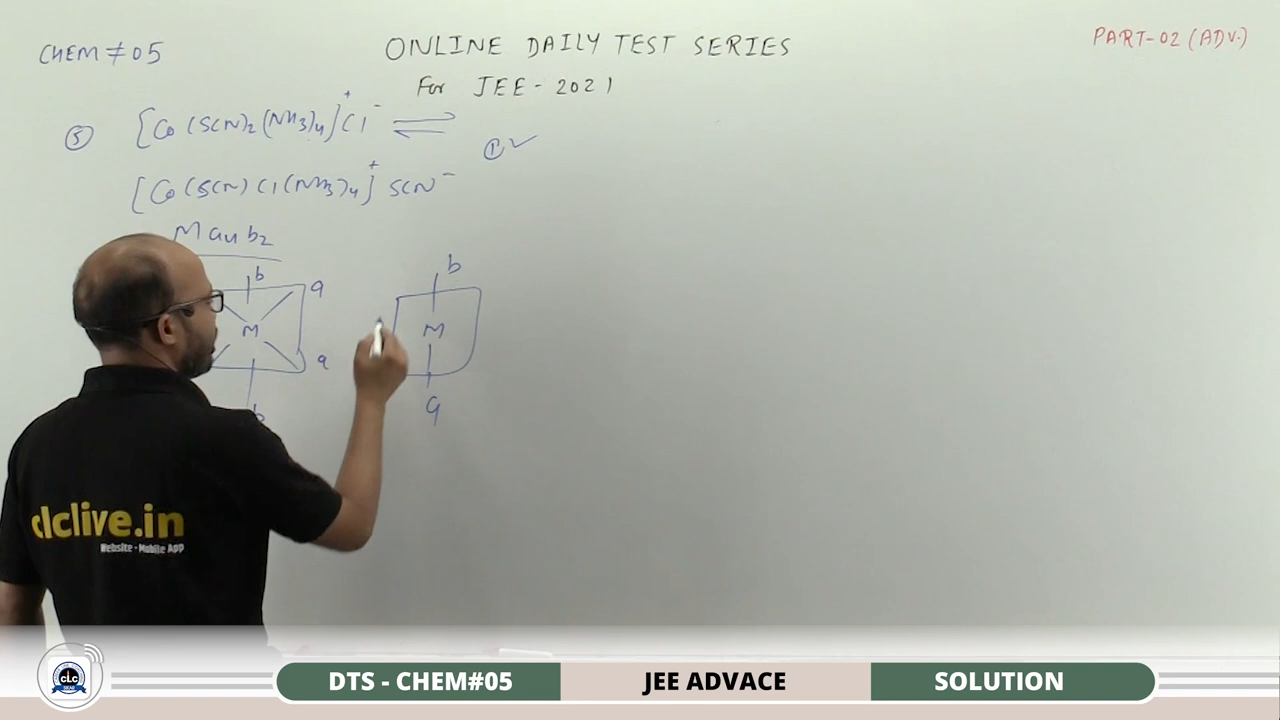 CHEM # 05
ONLINE DAILY TEST SERIES
PART-02 (ADV.)
For JEE - 2021
⑤ [Co(SCN)₂(NH₃)₄]⁺Cl⁻ ⇌
①✓
[Co(SCN)Cl(NH₃)₄]⁺ SCN⁻
Ma₄b₂
b
a
M
a
b
b
M
a
clclive.in
Website - Mobile APP
CLC
DTS - CHEM#05
JEE ADVACE
SOLUTION